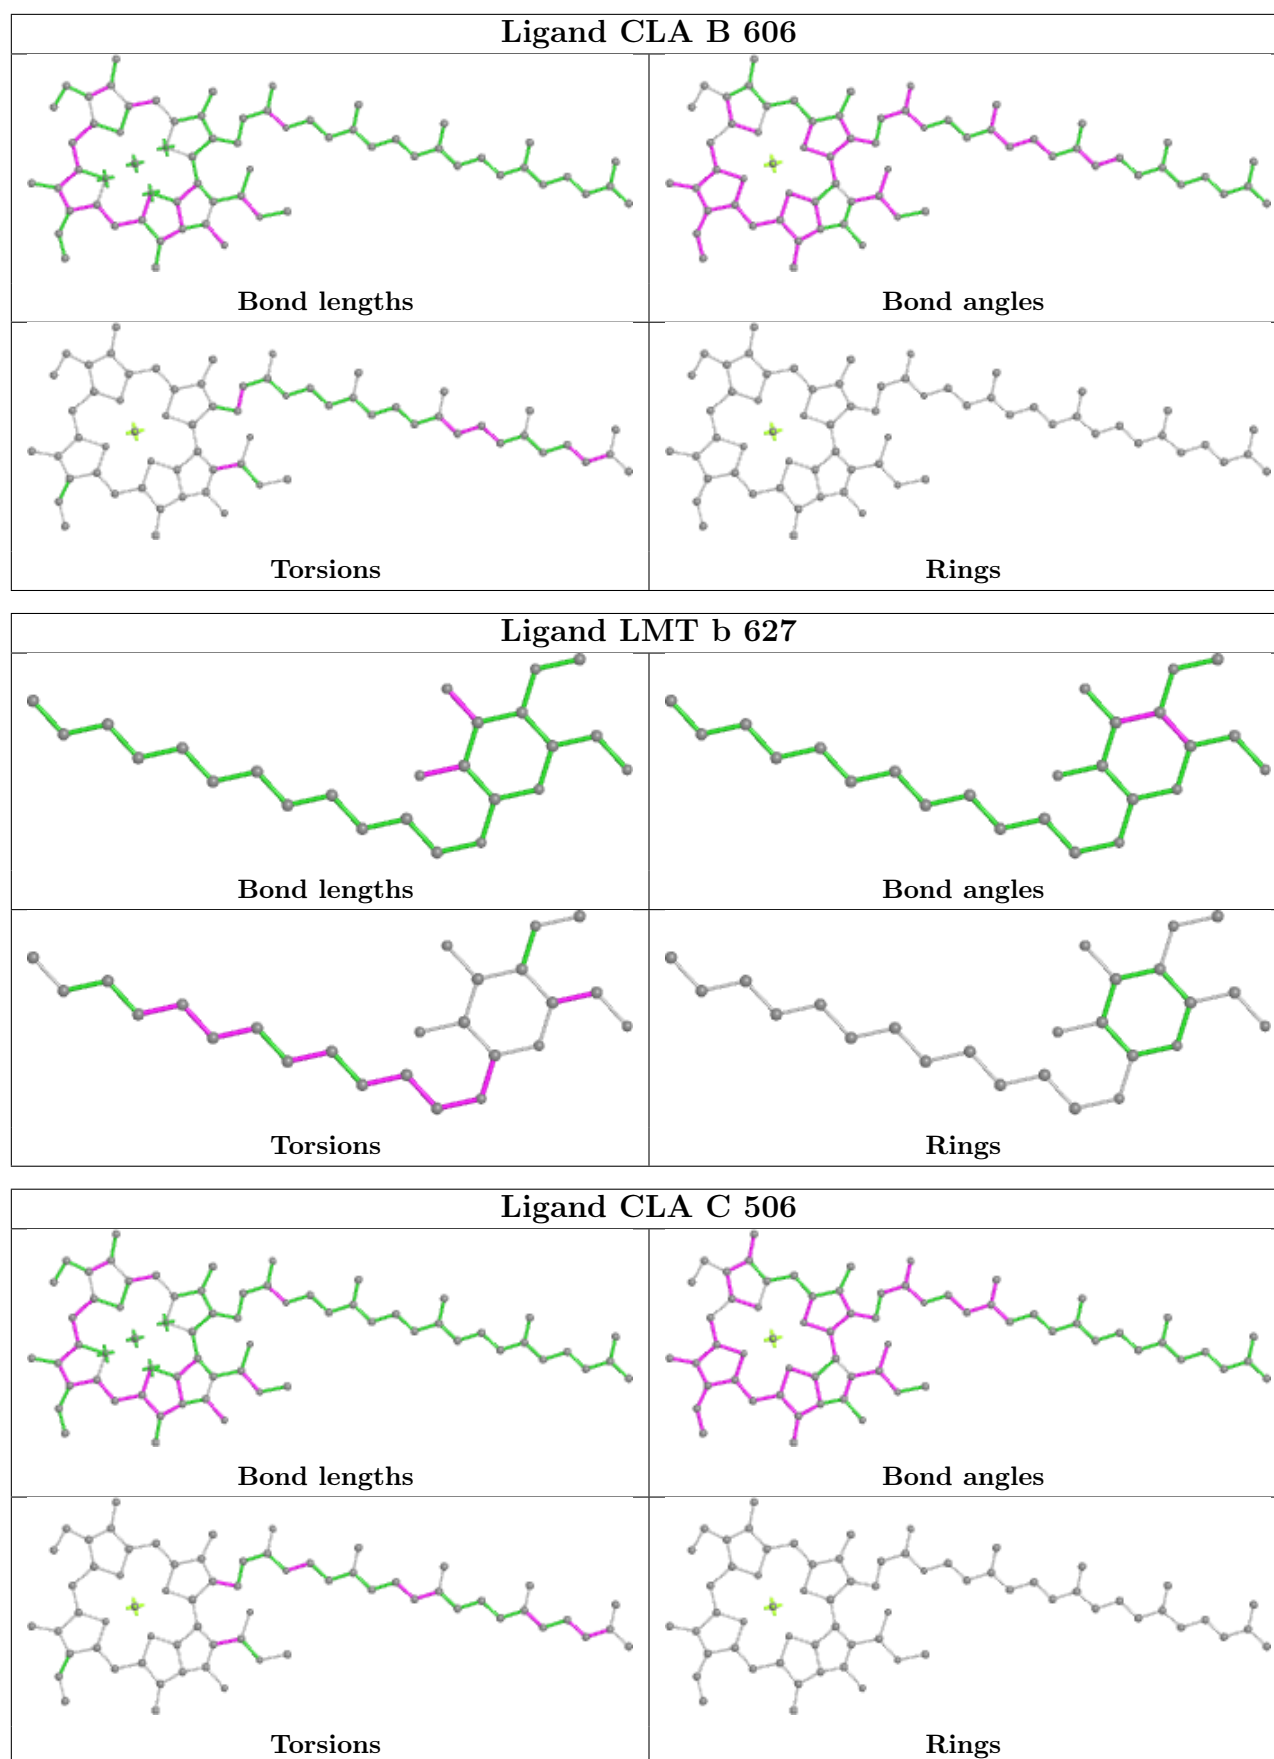 Ligand CLA B 606
Bond lengths
Bond angles
Torsions
Rings
Ligand LMT b 627
Bond lengths
Bond angles
Torsions
Rings
Ligand CLA C 506
Bond lengths
Bond angles
Torsions
Rings